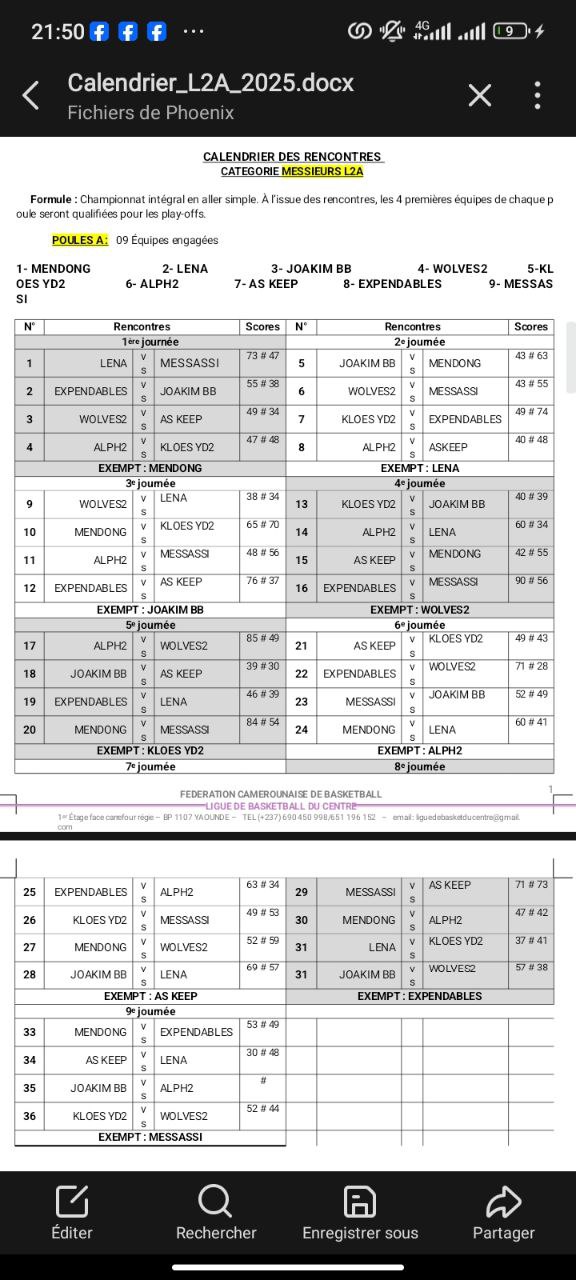 21:50 ... 4G 9
Calendrier_L2A_2025.docx
Fichiers de Phoenix
CALENDRIER DES RENCONTRES
CATEGORIE MESSIEURS L2A
Formule : Championnat intégral en aller simple. À l'issue des rencontres, les 4 premières équipes de chaque p
oule seront qualifiées pour les play-offs.
POULES A : 09 Équipes engagées
1- MENDONG 2- LENA 3- JOAKIM BB 4- WOLVES2 5-KL
OES YD2 6- ALPH2 7- AS KEEP 8- EXPENDABLES 9- MESSAS
SI
N° Rencontres Scores N° Rencontres Scores
1ère journée 2e journée
1 LENA vs MESSASSI 73 # 47 5 JOAKIM BB vs MENDONG 43 # 63
2 EXPENDABLES vs JOAKIM BB 55 # 38 6 WOLVES2 vs MESSASSI 43 # 55
3 WOLVES2 vs AS KEEP 49 # 34 7 KLOES YD2 vs EXPENDABLES 49 # 74
4 ALPH2 vs KLOES YD2 47 # 48 8 ALPH2 vs ASKEEP 40 # 48
EXEMPT : MENDONG EXEMPT : LENA
3e journée 4e journée
9 WOLVES2 vs LENA 38 # 34 13 KLOES YD2 vs JOAKIM BB 40 # 39
10 MENDONG vs KLOES YD2 65 # 70 14 ALPH2 vs LENA 60 # 34
11 ALPH2 vs MESSASSI 48 # 56 15 AS KEEP vs MENDONG 42 # 55
12 EXPENDABLES vs AS KEEP 76 # 37 16 EXPENDABLES vs MESSASSI 90 # 56
EXEMPT : JOAKIM BB EXEMPT : WOLVES2
5e journée 6e journée
17 ALPH2 vs WOLVES2 85 # 49 21 AS KEEP vs KLOES YD2 49 # 43
18 JOAKIM BB vs AS KEEP 39 # 30 22 EXPENDABLES vs WOLVES2 71 # 28
19 EXPENDABLES vs LENA 46 # 39 23 MESSASSI vs JOAKIM BB 52 # 49
20 MENDONG vs MESSASSI 84 # 54 24 MENDONG vs LENA 60 # 41
EXEMPT : KLOES YD2 EXEMPT : ALPH2
7e journée 8e journée
1
FEDERATION CAMEROUNAISE DE BASKETBALL
LIGUE DE BASKETBALL DU CENTRE
1er Étage face carrefour régie – BP 1107 YAOUNDE – TEL (+237) 690 450 998/651 196 152 – email : liguedebasketducentre@gmail.
com
25 EXPENDABLES vs ALPH2 63 # 34 29 MESSASSI vs AS KEEP 71 # 73
26 KLOES YD2 vs MESSASSI 49 # 53 30 MENDONG vs ALPH2 47 # 42
27 MENDONG vs WOLVES2 52 # 59 31 LENA vs KLOES YD2 37 # 41
28 JOAKIM BB vs LENA 69 # 57 31 JOAKIM BB vs WOLVES2 57 # 38
EXEMPT : AS KEEP EXEMPT : EXPENDABLES
9e journée
33 MENDONG vs EXPENDABLES 53 # 49
34 AS KEEP vs LENA 30 # 48
35 JOAKIM BB vs ALPH2 #
36 KLOES YD2 vs WOLVES2 52 # 44
EXEMPT : MESSASSI
Éditer Rechercher Enregistrer sous Partager